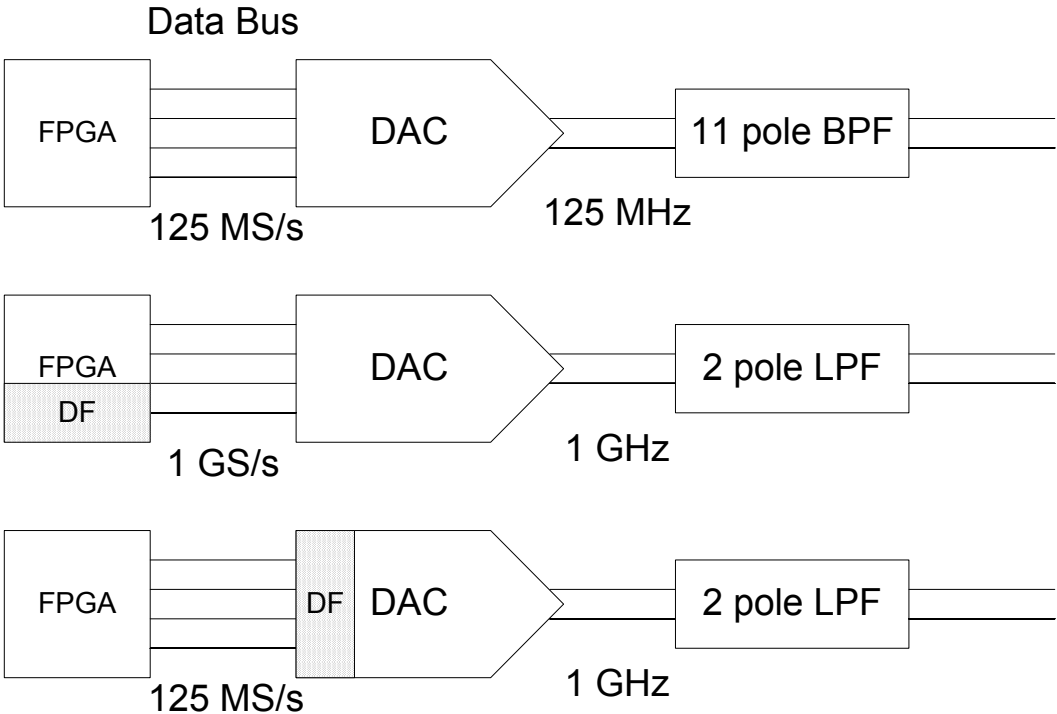 Data Bus
FPGA
DAC
11 pole BPF
125 MS/s
125 MHz
FPGA
DF
DAC
2 pole LPF
1 GS/s
1 GHz
FPGA
DF
DAC
2 pole LPF
125 MS/s
1 GHz